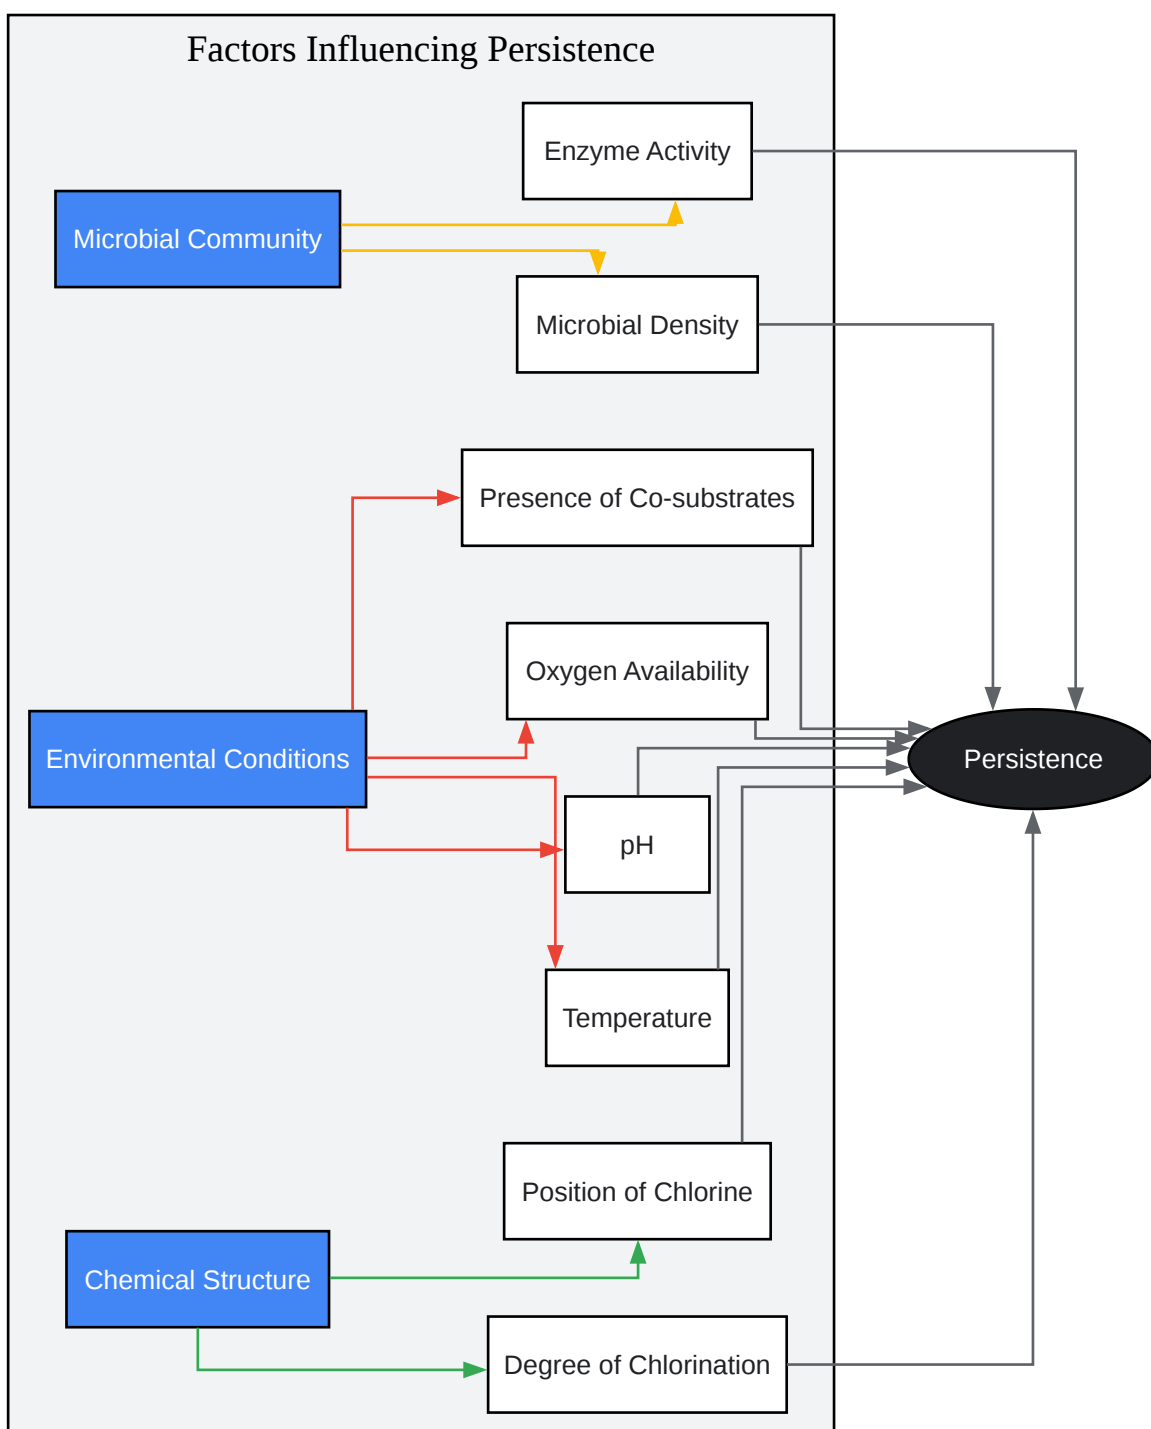 Factors Influencing Persistence
Enzyme Activity
Microbial Community
Microbial Density
Presence of Co-substrates
Oxygen Availability
Environmental Conditions
Persistence
pH
Temperature
Position of Chlorine
Chemical Structure
Degree of Chlorination